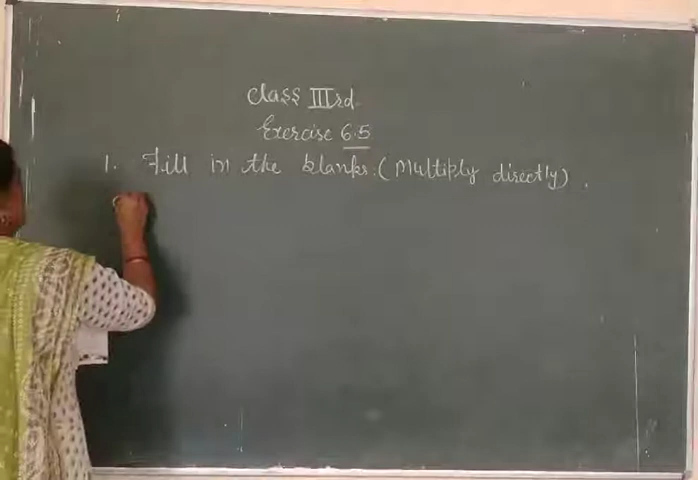 Class IIIrd.
Exercise 6.5
1. Fill in the blanks. (Multiply directly).